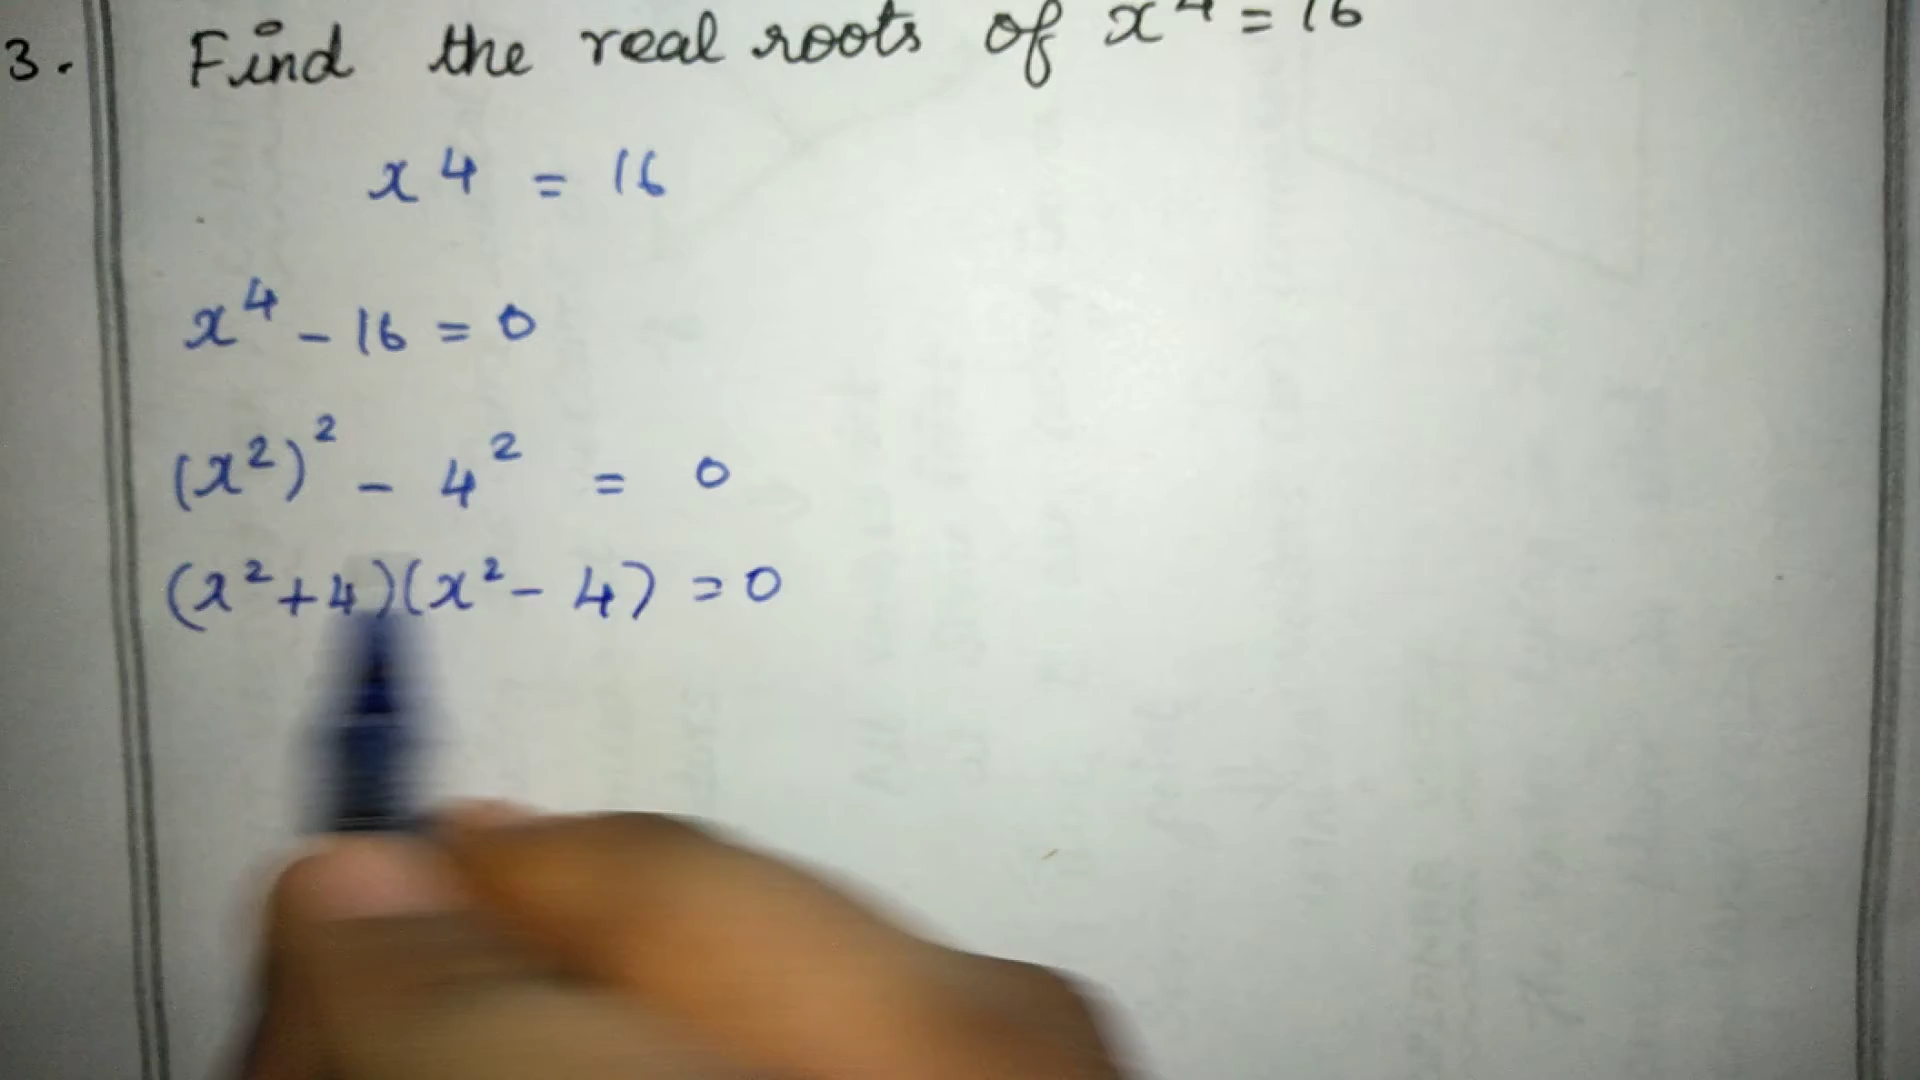 3. Find the real roots of x⁴ = 16
x⁴ = 16
x⁴ - 16 = 0
(x²)² - 4² = 0
(x²+4)(x²- 4) = 0